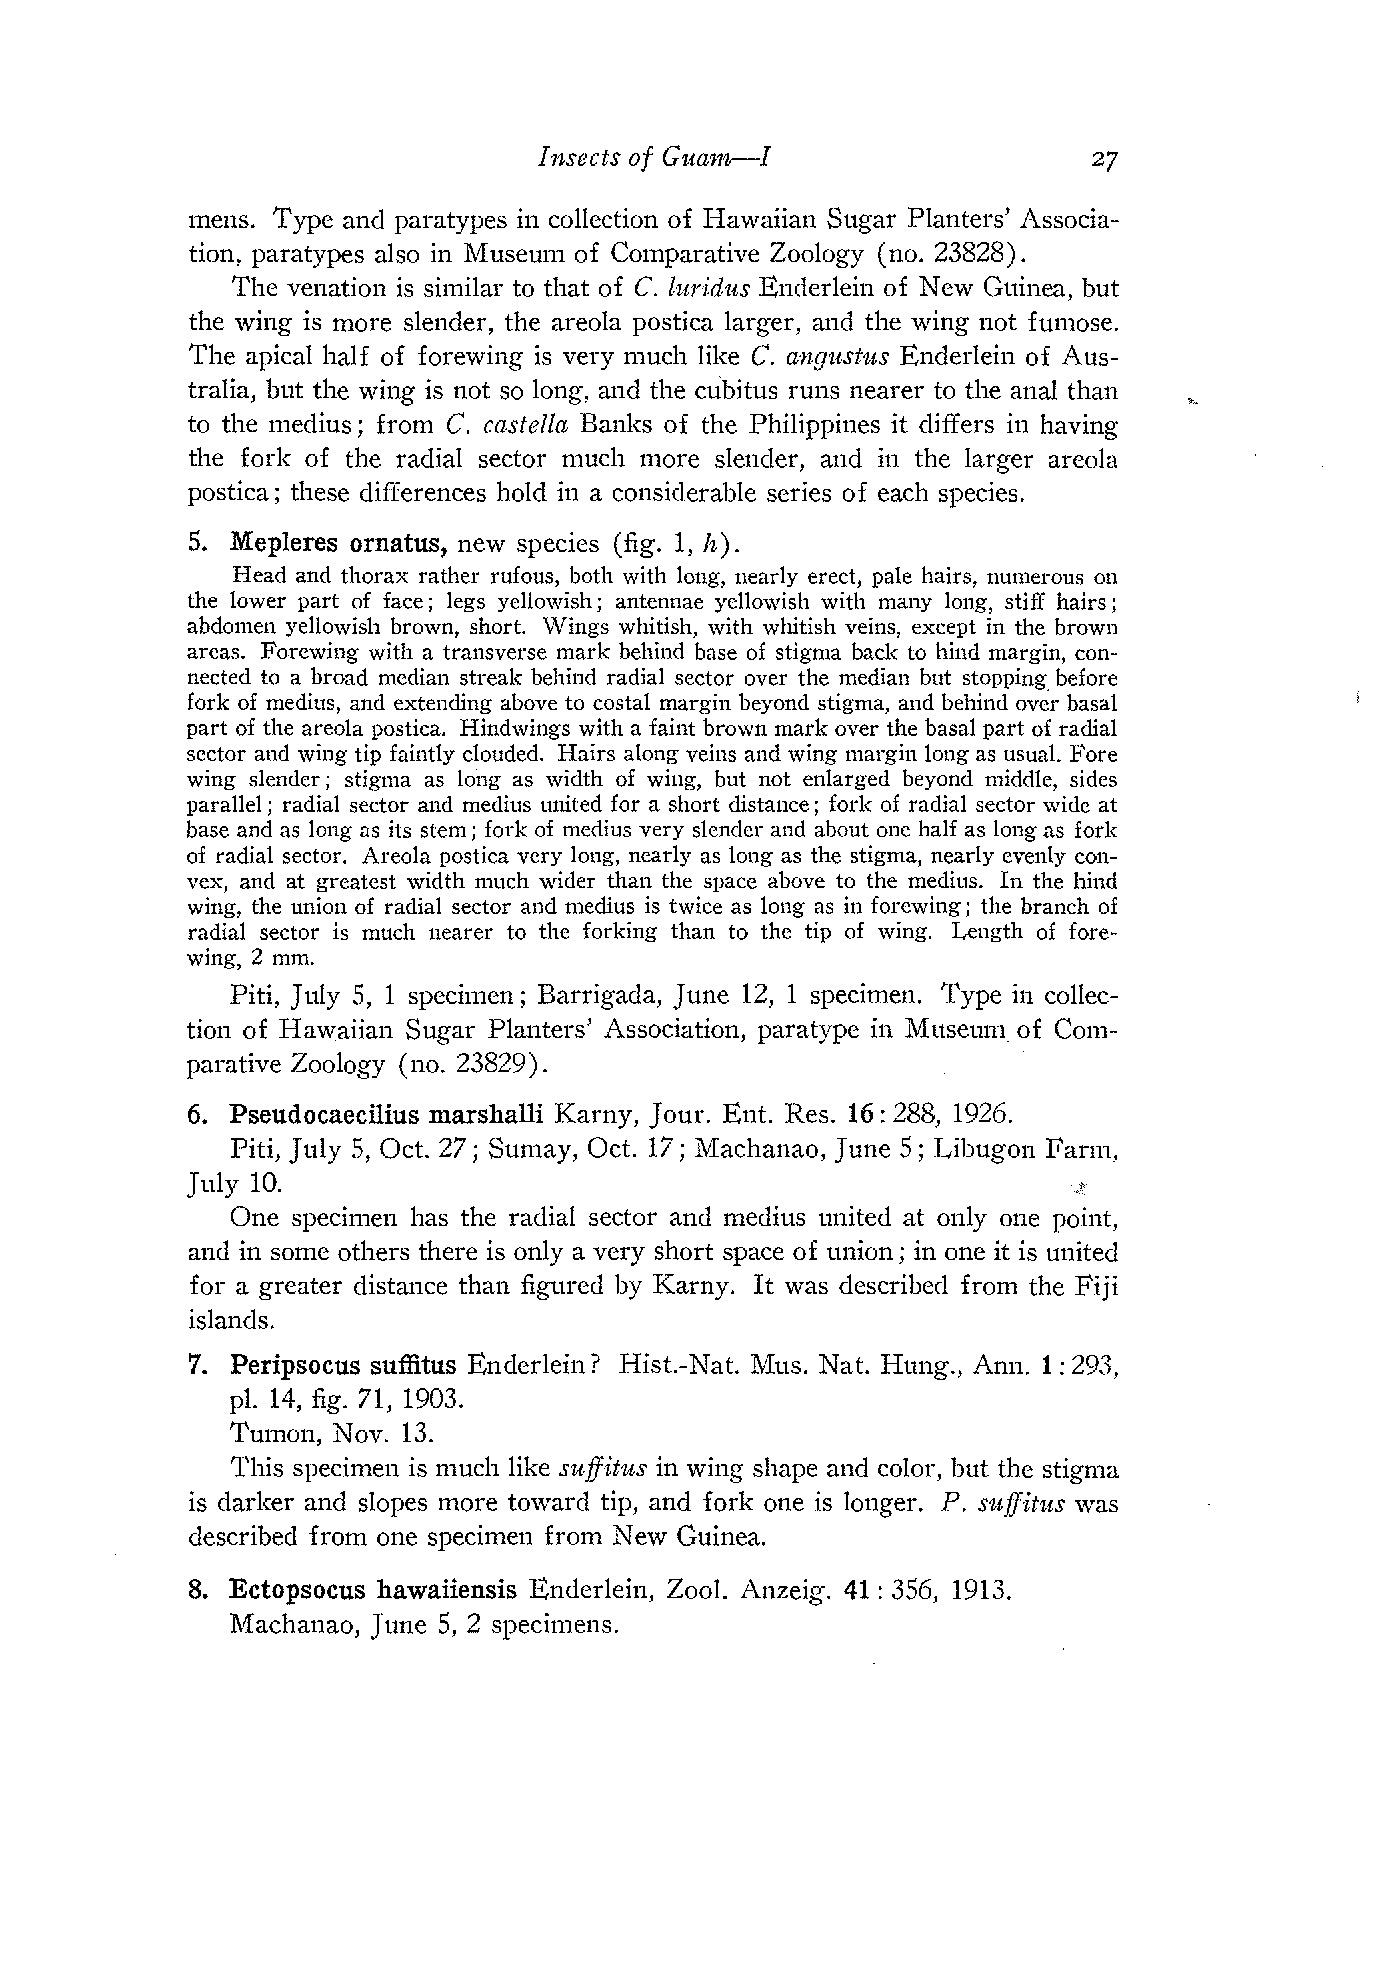 Insects of Guam—I 27
mens. Type and paratypes in collection of Hawaiian Sugar Planters' Associa-
tion, paratypes also in Museum of Comparative Zoology (no. 23828).
The venation is similar to that of C. luridus Enderlein of New Guinea, but
the wing is more slender, the areola postica larger, and the wing not fumose.
The apical half of forewing is very much like C. angustus Enderlein of Aus-
tralia, but the wing is not so long, and the cubitus runs nearer to the anal than
to the medius; from C. castella Banks of the Philippines it differs in having
the fork of the radial sector much more slender, and in the larger areola
postica; these differences hold in a considerable series of each species.
5. Mepleres ornatus, new species (fig. 1, h).
Head and thorax rather rufous, both with long, nearly erect, pale hairs, numerous on
the lower part of face; legs yellowish; antennae yellowish with many long, stiff hairs;
abdomen yellowish brown, short. Wings whitish, with whitish veins, except in the brown
areas. Forewing with a transverse mark behind base of stigma back to hind margin, con-
nected to a broad median streak behind radial sector over the median but stopping before
fork of medius, and extending above to costal margin beyond stigma, and behind over basal
part of the areola postica. Hindwings with a faint brown mark over the basal part of radial
sector and wing tip faintly clouded. Hairs along veins and wing margin long as usual. Fore
wing slender; stigma as long as width of wing, but not enlarged beyond middle, sides
parallel; radial sector and medius united for a short distance; fork of radial sector wide at
base and as long as its stem; fork of medius very slender and about one half as long as fork
of radial sector. Areola postica very long, nearly as long as the stigma, nearly evenly con-
vex, and at greatest width much wider than the space above to the medius. In the hind
wing, the union of radial sector and medius is twice as long as in forewing; the branch of
radial sector is much nearer to the forking than to the tip of wing. Length of fore-
wing, 2 mm.
Piti, July 5, 1 specimen; Barrigada, June 12, 1 specimen. Type in collec-
tion of Hawaiian Sugar Planters' Association, paratype in Museum of Com-
parative Zoology (no. 23829).
6. Pseudocaecilius marshalli Karny, Jour. Ent. Res. 16: 288, 1926.
Piti, July 5, Oct. 27; Sumay, Oct. 17; Machanao, June 5; Libugon Farm,
July 10.
One specimen has the radial sector and medius united at only one point,
and in some others there is only a very short space of union; in one it is united
for a greater distance than figured by Karny. It was described from the Fiji
islands.
7. Peripsocus suffitus Enderlein? Hist.-Nat. Mus. Nat. Hung., Ann. 1: 293,
pl. 14, fig. 71, 1903.
Tumon, Nov. 13.
This specimen is much like suffitus in wing shape and color, but the stigma
is darker and slopes more toward tip, and fork one is longer. P. suffitus was
described from one specimen from New Guinea.
8. Ectopsocus hawaiiensis Enderlein, Zool. Anzeig. 41: 356, 1913.
Machanao, June 5, 2 specimens.